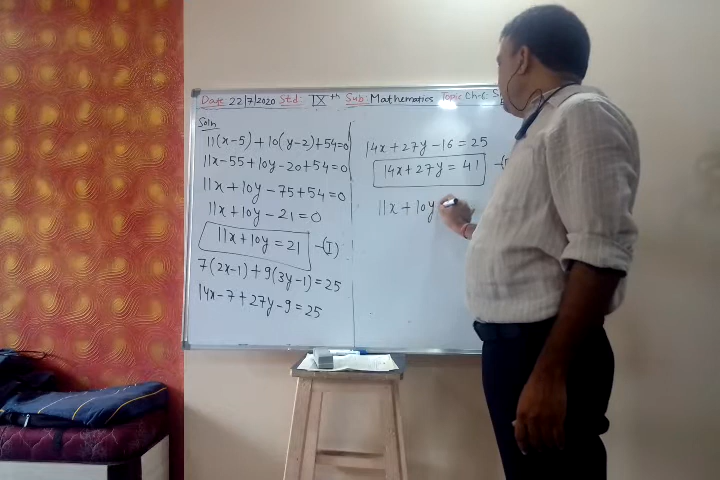 Date: 22/7/2020 Std: IXth Sub: Mathematics Topic Ch-6:
Soln
11(x-5)+10(y-2)+54=0
11x-55+10y-20+54=0
11x+10y-75+54=0
11x+10y-21=0
11x+10y=21 -(I)
7(2x-1)+9(3y-1)=25
14x-7+27y-9=25
14x+27y-16=25
14x+27y=41
11x+10y